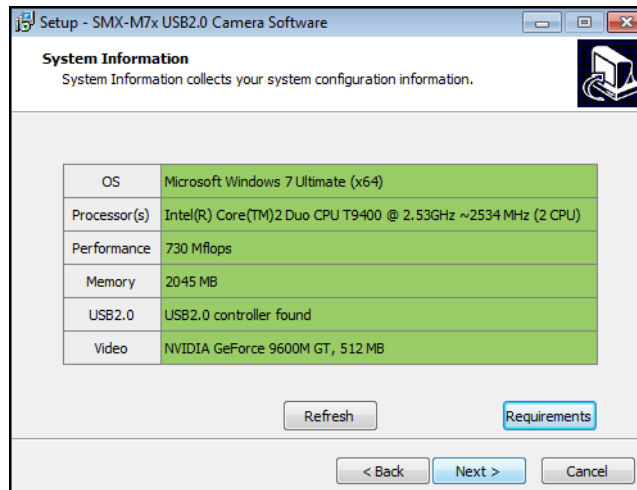 Setup - SMX-M7x USB2.0 Camera Software
System Information
System Information collects your system configuration information.
OS Microsoft Windows 7 Ultimate (x64)
Processor(s) Intel(R) Core(TM)2 Duo CPU T9400 @ 2.53GHz ~2534 MHz (2 CPU)
Performance 730 Mflops
Memory 2045 MB
USB2.0 USB2.0 controller found
Video NVIDIA GeForce 9600M GT, 512 MB
Refresh Requirements
< Back Next > Cancel